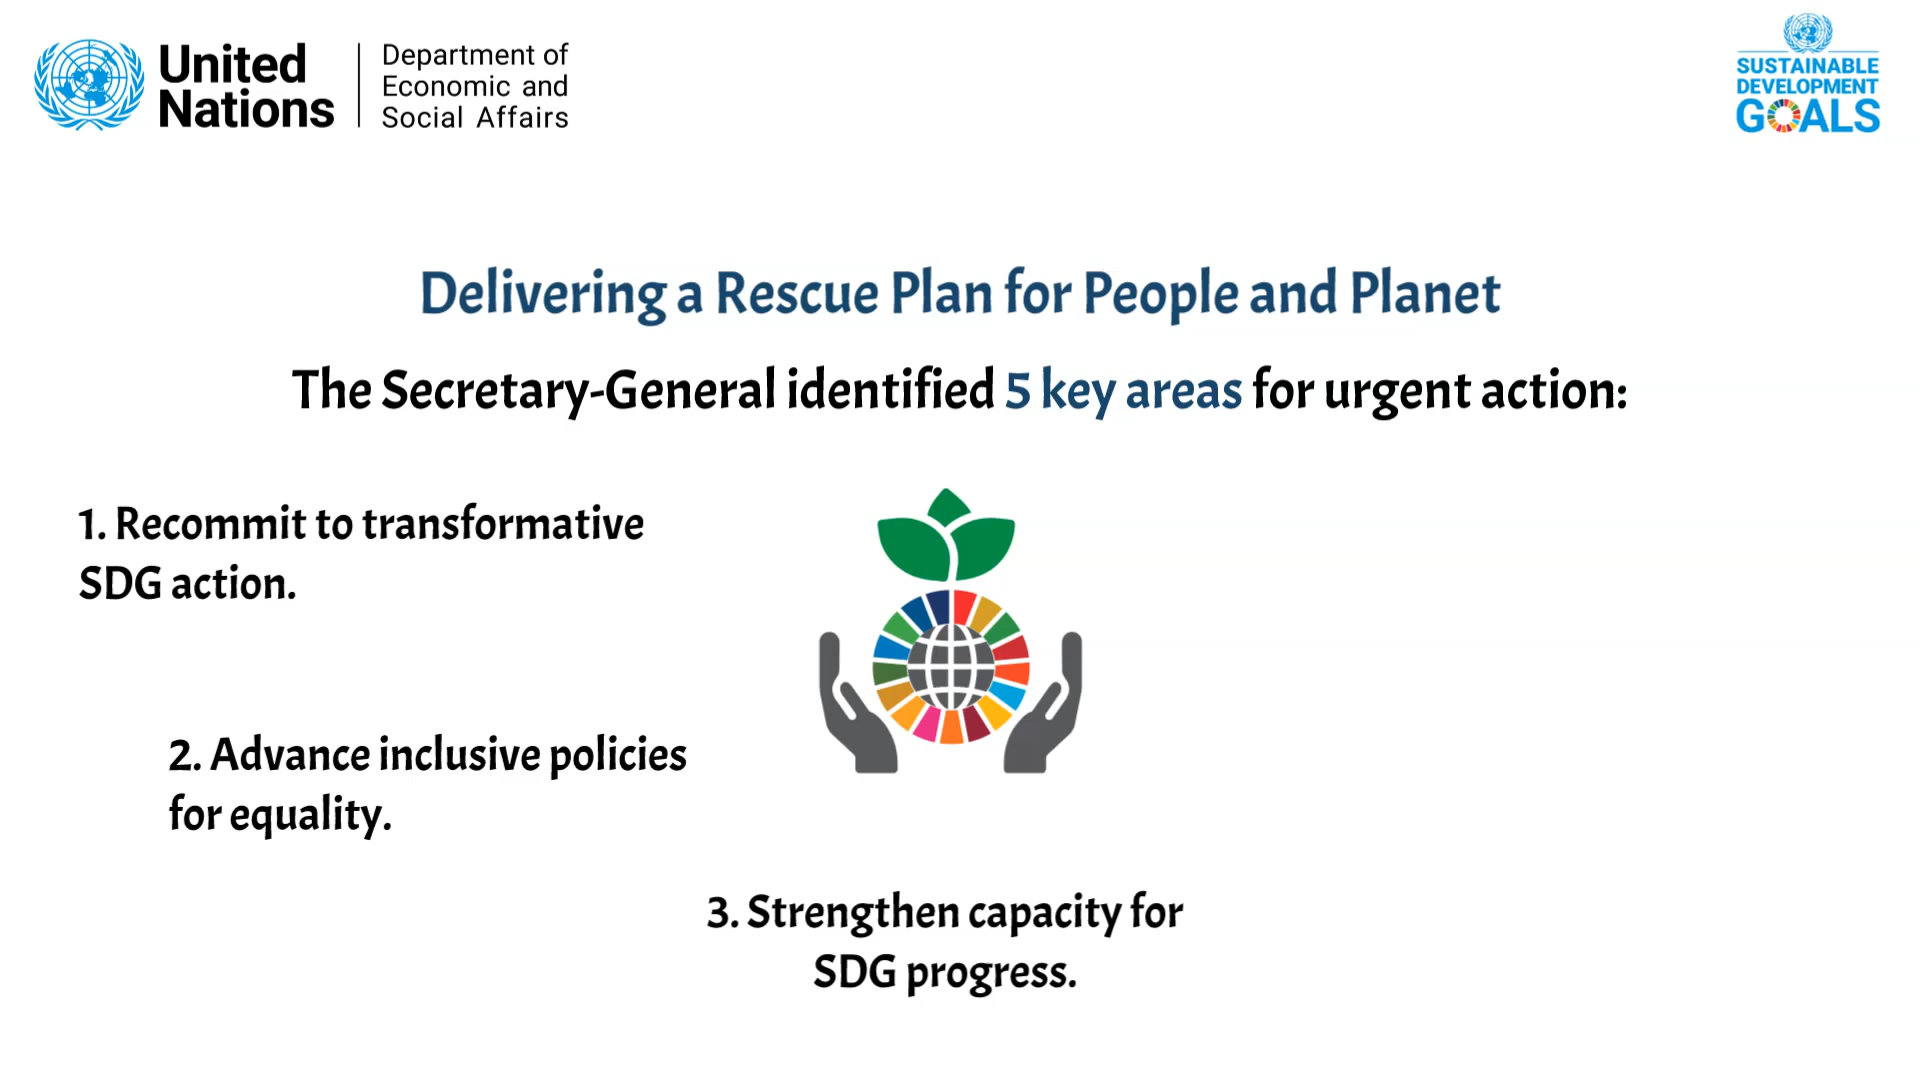 United
Nations
Department of
Economic and
Social Affairs
SUSTAINABLE
DEVELOPMENT
GOALS
Delivering a Rescue Plan for People and Planet
The Secretary-General identified 5 key areas for urgent action:
1. Recommit to transformative
SDG action.
2. Advance inclusive policies
for equality.
3. Strengthen capacity for
SDG progress.